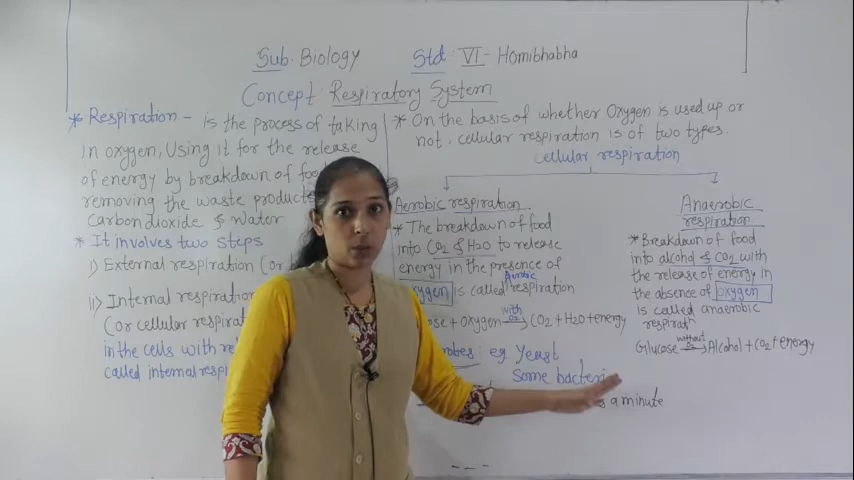 Sub. Biology Std: VI - Homibhabha
Concept: Respiratory System
* Respiration - is the process of taking
in oxygen, Using it for the release
of energy by breakdown of
removing the waste products
Carbondioxide & Water
* It involves two steps
i) External respiration (or
ii) Internal respiration
(or cellular
in the cells with
called internal
* On the basis of whether Oxygen is used up or
not, cellular respiration is of two types.
cellular respiration
Aerobic respiration
* The breakdown of food
into CO2 & H2O to release
energy in the presence of
oxygen is called Aerobic respiration
+ Oxygen with O2 → CO2 + H2O + energy
eg Yeast
Some
a minute
Anaerobic
respiration
* Breakdown of food
into alcohol & CO2 with
the release of energy in
the absence of oxygen
is called anaerobic
respiratn
Glucose without O2 → Alcohol + CO2 + energy